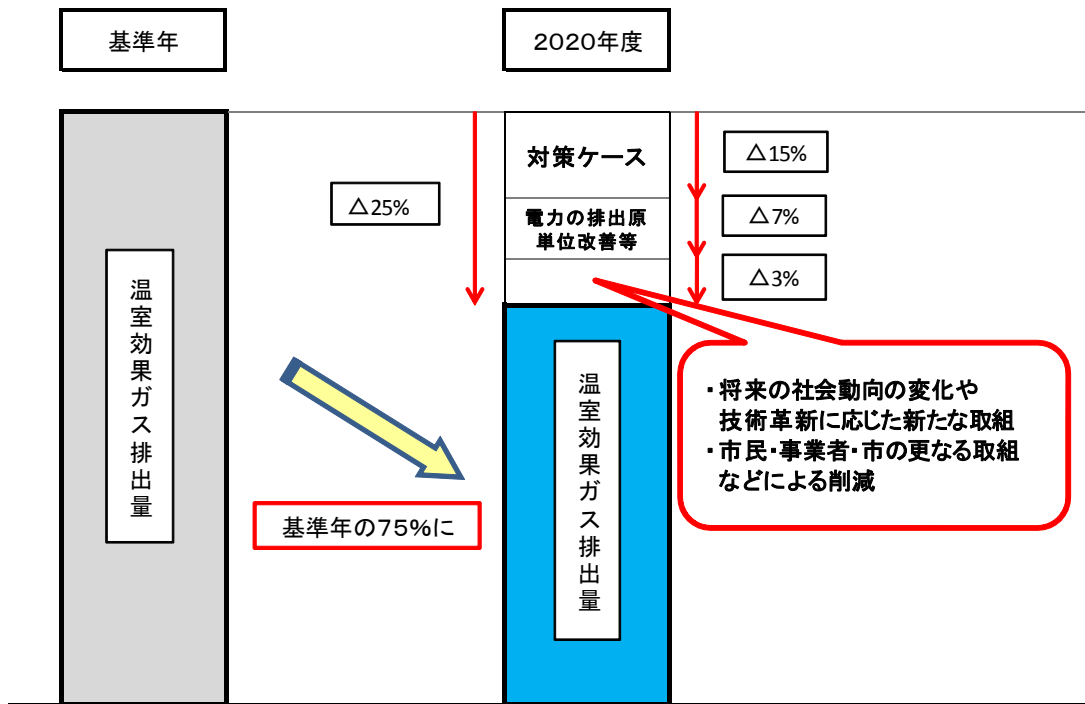 基準年
2020年度
対策ケース
△15%
△25%
電力の排出原
単位改善等
△7%
△3%
温室効果ガス排出量
温室効果ガス排出量
・将来の社会動向の変化や
技術革新に応じた新たな取組
・市民・事業者・市の更なる取組
などによる削減
基準年の75%に